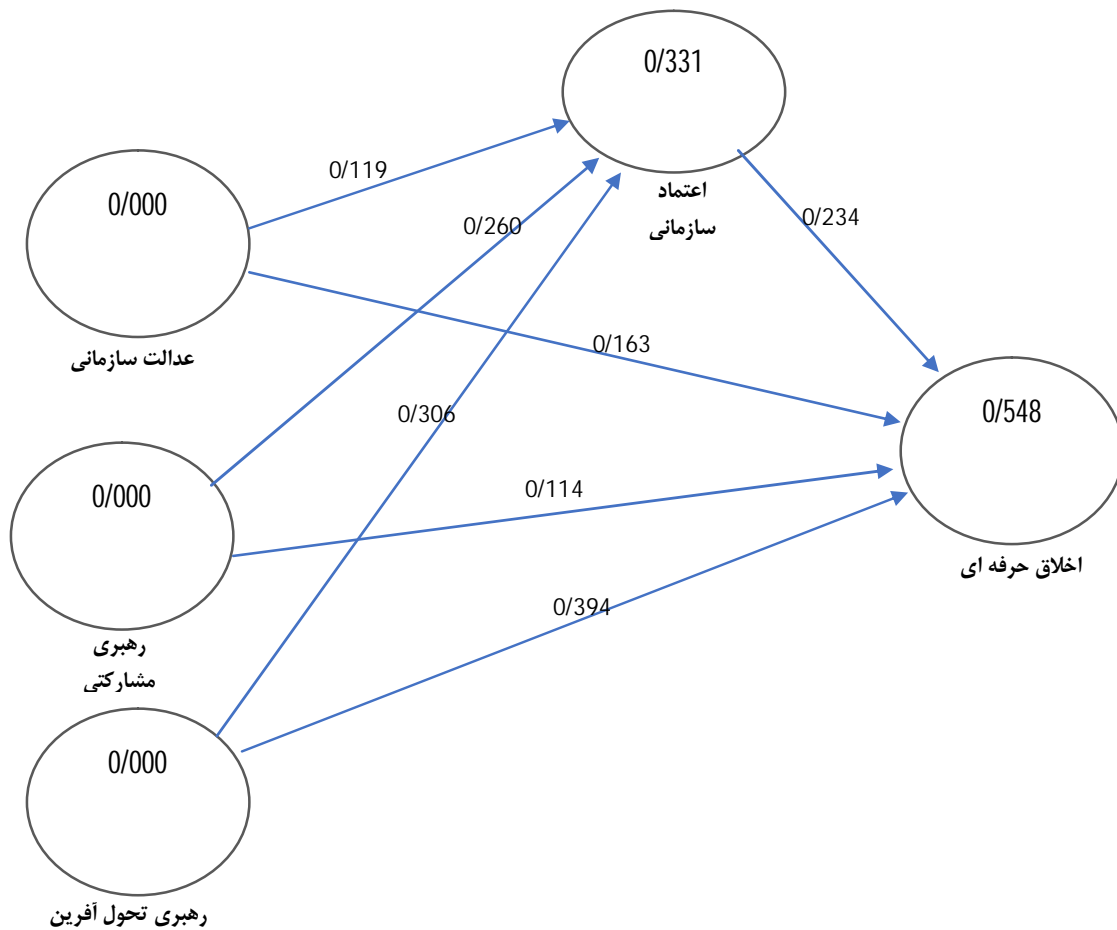 0/331
اعتماد
سازمانی
0/119
0/000
عدالت سازمانی
0/260
0/234
0/163
0/548
اخلاق حرفه ای
0/306
0/000
رهبری
مشارکتی
0/114
0/394
0/000
رهبری تحول آفرین